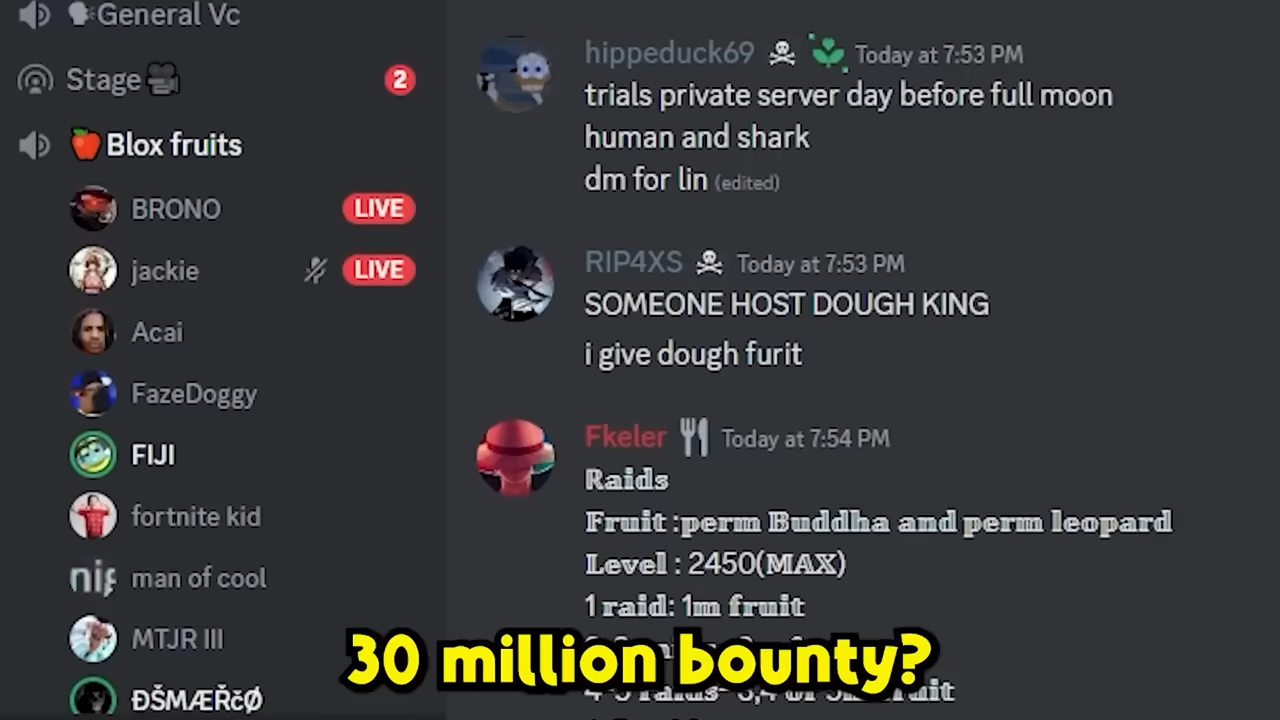 General Vc
Stage
2
Blox fruits
BRONO
LIVE
jackie
LIVE
Acai
FazeDoggy
FIJI
fortnite kid
man of cool
MTJR III
ĐŠMÆŘčØ
hippeduck69 Today at 7:53 PM
trials private server day before full moon
human and shark
dm for lin (edited)
RIP4XS Today at 7:53 PM
SOMEONE HOST DOUGH KING
i give dough furit
Fkeler Today at 7:54 PM
ℝaids
Fruit :perm Buddha and perm leopard
Level : 2450(MAX)
1 raid: 1m fruit
30 million bounty?